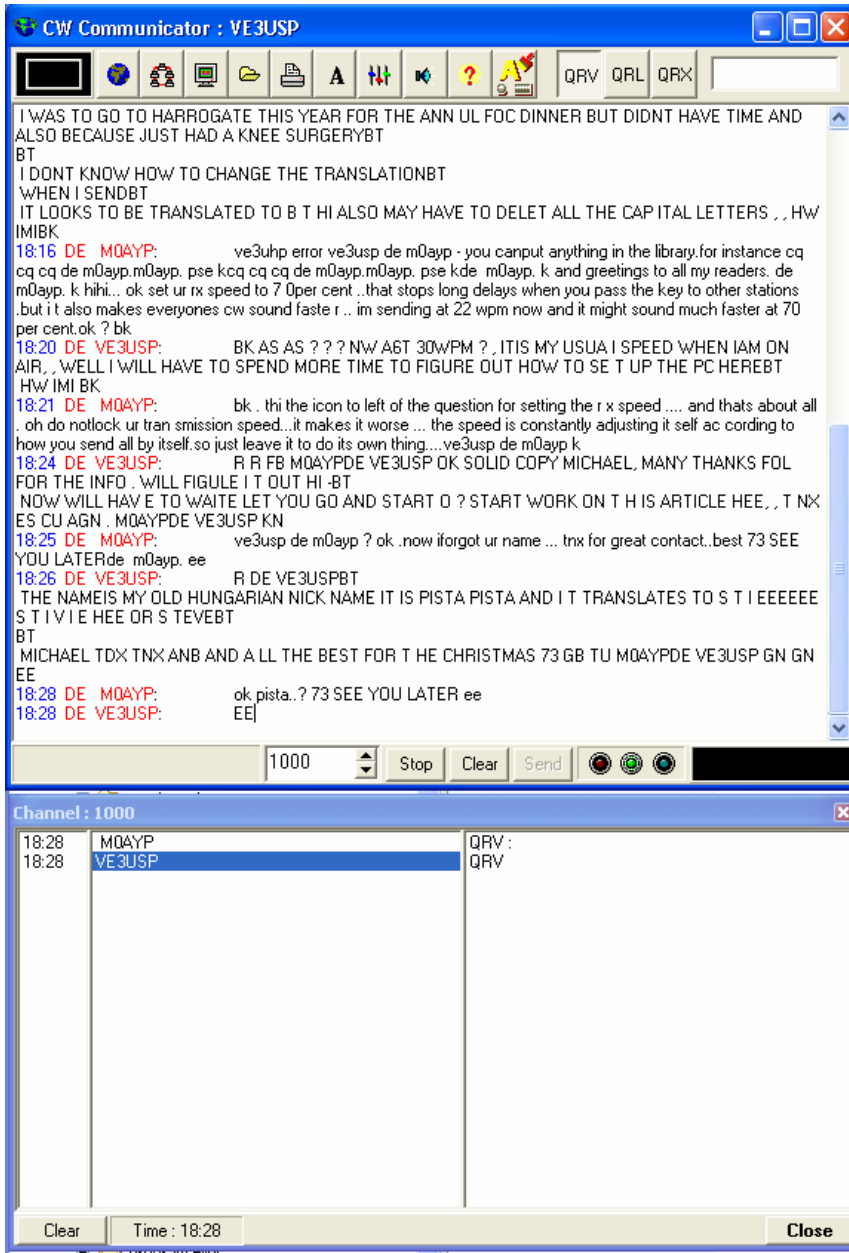 CW Communicator : VE3USP
A ? QRV QRL QRX
I WAS TO GO TO HARROGATE THIS YEAR FOR THE ANN UL FOC DINNER BUT DIDNT HAVE TIME AND
ALSO BECAUSE JUST HAD A KNEE SURGERYBT
BT
I DONT KNOW HOW TO CHANGE THE TRANSLATIONBT
WHEN I SENDBT
IT LOOKS TO BE TRANSLATED TO B T HI ALSO MAY HAVE TO DELET ALL THE CAP ITAL LETTERS , , HW
IMIBK
18:16 DE M0AYP: ve3uhp error ve3usp de m0ayp - you canput anything in the library.for instance cq
cq cq de m0ayp.m0ayp. pse kcq cq cq de m0ayp.m0ayp. pse kde m0ayp. k and greetings to all my readers. de
m0ayp. k hihi... ok set ur rx speed to 7 0per cent ..that stops long delays when you pass the key to other stations
.but i t also makes everyones cw sound faste r .. im sending at 22 wpm now and it might sound much faster at 70
per cent.ok ? bk
18:20 DE VE3USP: BK AS AS ? ? ? NW A6T 30WPM ? , ITIS MY USUA I SPEED WHEN IAM ON
AIR, , WELL I WILL HAVE TO SPEND MORE TIME TO FIGURE OUT HOW TO SE T UP THE PC HEREBT
HW IMI BK
18:21 DE M0AYP: bk . thi the icon to left of the question for setting the r x speed .... and thats about all
. oh do notlock ur tran smission speed...it makes it worse ... the speed is constantly adjusting it self ac cording to
how you send all by itself.so just leave it to do its own thing....ve3usp de m0ayp k
18:24 DE VE3USP: R R FB M0AYPDE VE3USP OK SOLID COPY MICHAEL, MANY THANKS FOL
FOR THE INFO . WILL FIGULE I T OUT HI -BT
NOW WILL HAV E TO WAITE LET YOU GO AND START O ? START WORK ON T H IS ARTICLE HEE, , T NX
ES CU AGN . M0AYPDE VE3USP KN
18:25 DE M0AYP: ve3usp de m0ayp ? ok .now iforgot ur name ... tnx for great contact..best 73 SEE
YOU LATERde m0ayp. ee
18:26 DE VE3USP: R DE VE3USPBT
THE NAMEIS MY OLD HUNGARIAN NICK NAME IT IS PISTA PISTA AND I T TRANSLATES TO S T I EEEEEE
S T I V I E HEE OR S TEVEBT
BT
MICHAEL TDX TNX ANB AND A LL THE BEST FOR T HE CHRISTMAS 73 GB TU M0AYPDE VE3USP GN GN
EE
18:28 DE M0AYP: ok pista..? 73 SEE YOU LATER ee
18:28 DE VE3USP: EE
1000 Stop Clear Send
Channel : 1000
18:28 M0AYP QRV :
18:28 VE3USP QRV
Clear Time : 18:28 Close